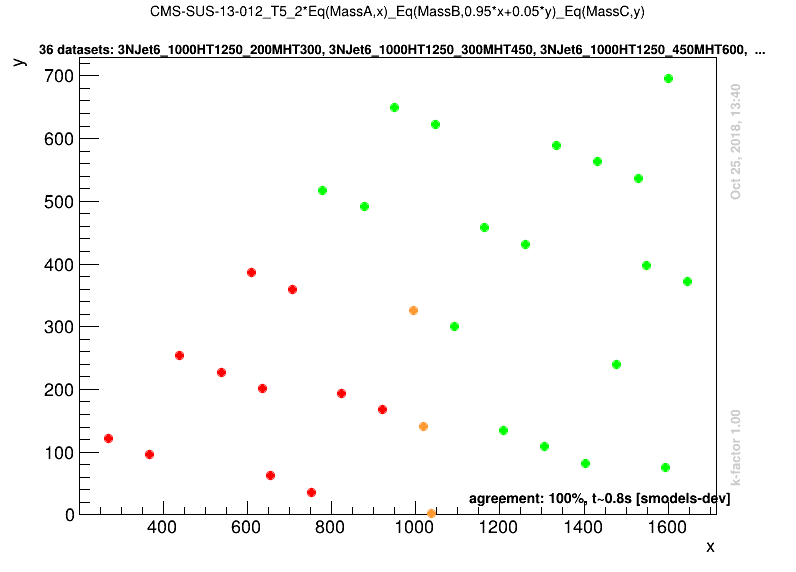 CMS-SUS-13-012_T5_2*Eq(MassA,x)_Eq(MassB,0.95*x+0.05*y)_Eq(MassC,y)
36 datasets: 3NJet6_1000HT1250_200MHT300, 3NJet6_1000HT1250_300MHT450, 3NJet6_1000HT1250_450MHT600, ...
y
700
600
500
400
300
200
100
0
Oct 25, 2018, 13:40
k-factor 1.00
agreement: 100%, t~0.8s [smodels-dev]
400 600 800 1000 1200 1400 1600
x